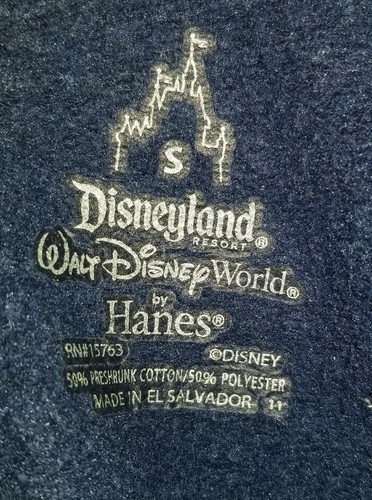 S
Disneyland
RESORT®
WALT DISNEY World®
by
Hanes®
RN#15763 ©DISNEY
50% PRESHRUNK COTTON/50% POLYESTER
MADE IN EL SALVADOR 11